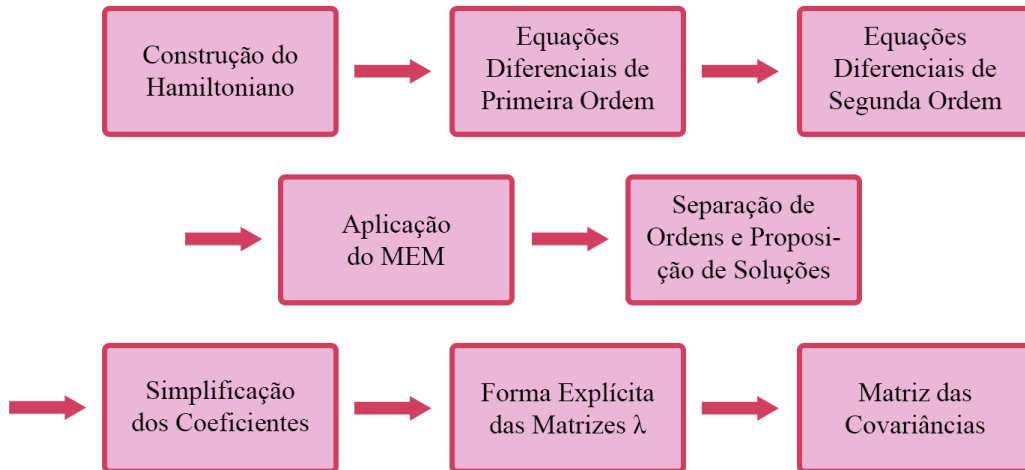 Construção do
Hamiltoniano
Equações
Diferenciais de
Primeira Ordem
Equações
Diferenciais de
Segunda Ordem
Aplicação
do MEM
Separação de
Ordens e Proposi-
ção de Soluções
Simplificação
dos Coeficientes
Forma Explícita
das Matrizes λ
Matriz das
Covariâncias